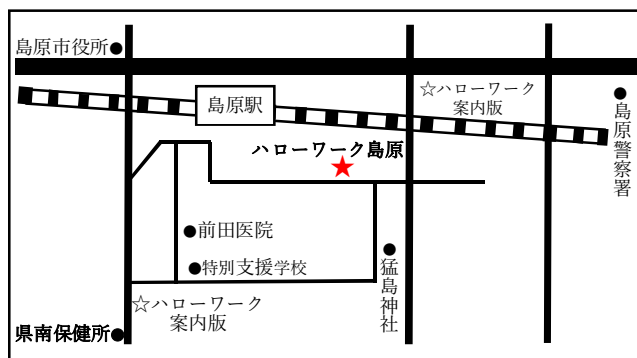 島原市役所●
☆ハローワーク
案内版
島原駅
●島原警察署
ハローワーク島原
★
●前田医院
●特別支援学校
●猛島神社
☆ハローワーク
案内版
県南保健所●